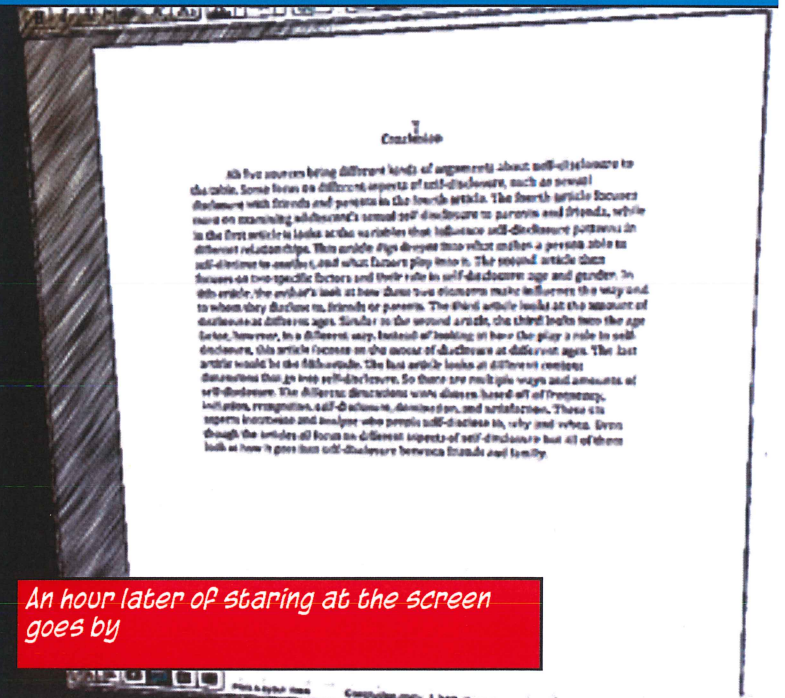 Conclusion
All five sources bring different kinds of arguments about self-disclosure to
the table. Some focus on different aspects of self-disclosure, such as sexual
disclosure with friends and parents in the fourth article. The fourth article focuses
more on examining adolescent's sexual self disclosure to parents and friends, while
in the first article is looks at the variables that influence self-disclosure patterns in
different relationships. This article digs deeper into what makes a person able to
self-disclose to another, and what factors play into it. The second article then
focuses on two specific factors and their role in self-disclosure: age and gender. In
this article, the author's look at how these two elements make influence the way and
to whom they disclose to, friends or parents. The third article looks at the amount of
disclosure at different ages. Similar to the second article, the third looks into the age
factor, however, in a different way. Instead of looking at how the play a role in self-
disclosure, this article focuses on the amount of disclosure at different ages. The last
article would be the fifth article. The last article looks at different
dimensions that go into self-disclosure. So there are multiple ways and amounts of
self-disclosure. The different dimensions were chosen based off of frequency,
initiation, recognition, self-disclosure, domination, and satisfaction. These six
aspects and analyze who people self-disclose to, why and when. Even
though the articles all focus on different aspects of self-disclosure but all of them
look at how it goes into self-disclosure between friends and family.
An hour later of staring at the screen
goes by